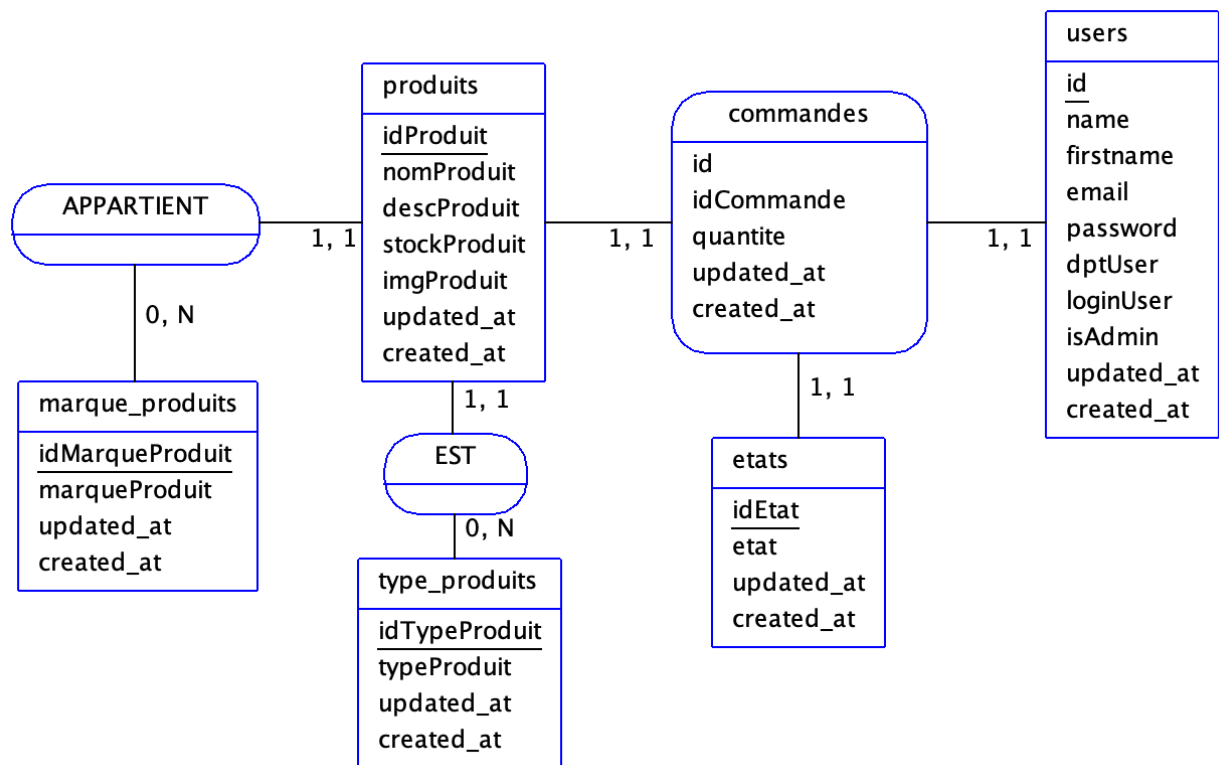 users
id
name
firstname
email
password
dptUser
loginUser
isAdmin
updated_at
created_at
produits
idProduit
nomProduit
descProduit
stockProduit
imgProduit
updated_at
created_at
commandes
id
idCommande
quantite
updated_at
created_at
APPARTIENT
1, 1
1, 1
1, 1
0, N
1, 1
1, 1
marque_produits
idMarqueProduit
marqueProduit
updated_at
created_at
EST
0, N
etats
idEtat
etat
updated_at
created_at
type_produits
idTypeProduit
typeProduit
updated_at
created_at